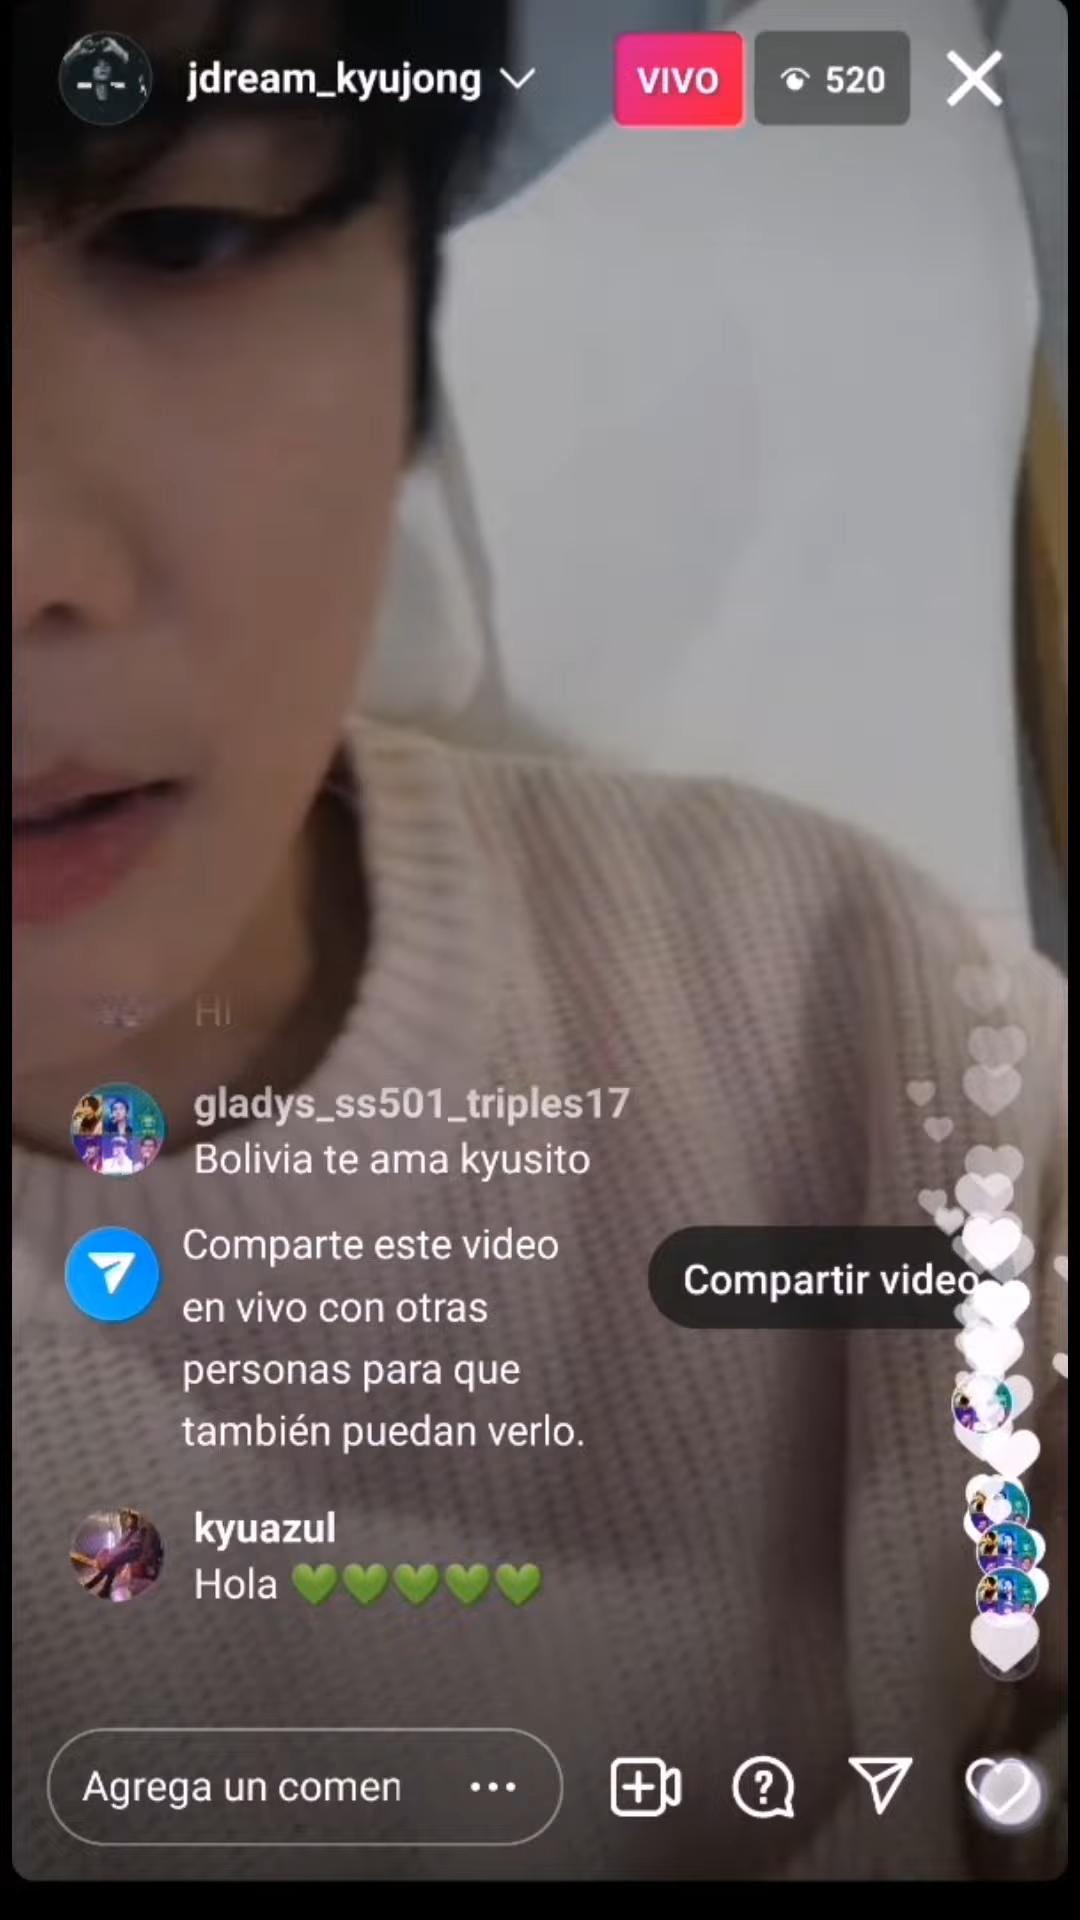 jdream_kyujong
VIVO
520
Hi
gladys_ss501_triples17
Bolivia te ama kyusito
Comparte este video
en vivo con otras
personas para que
también puedan verlo.
Compartir video
kyuazul
Hola 💚💚💚💚💚
Agrega un comen